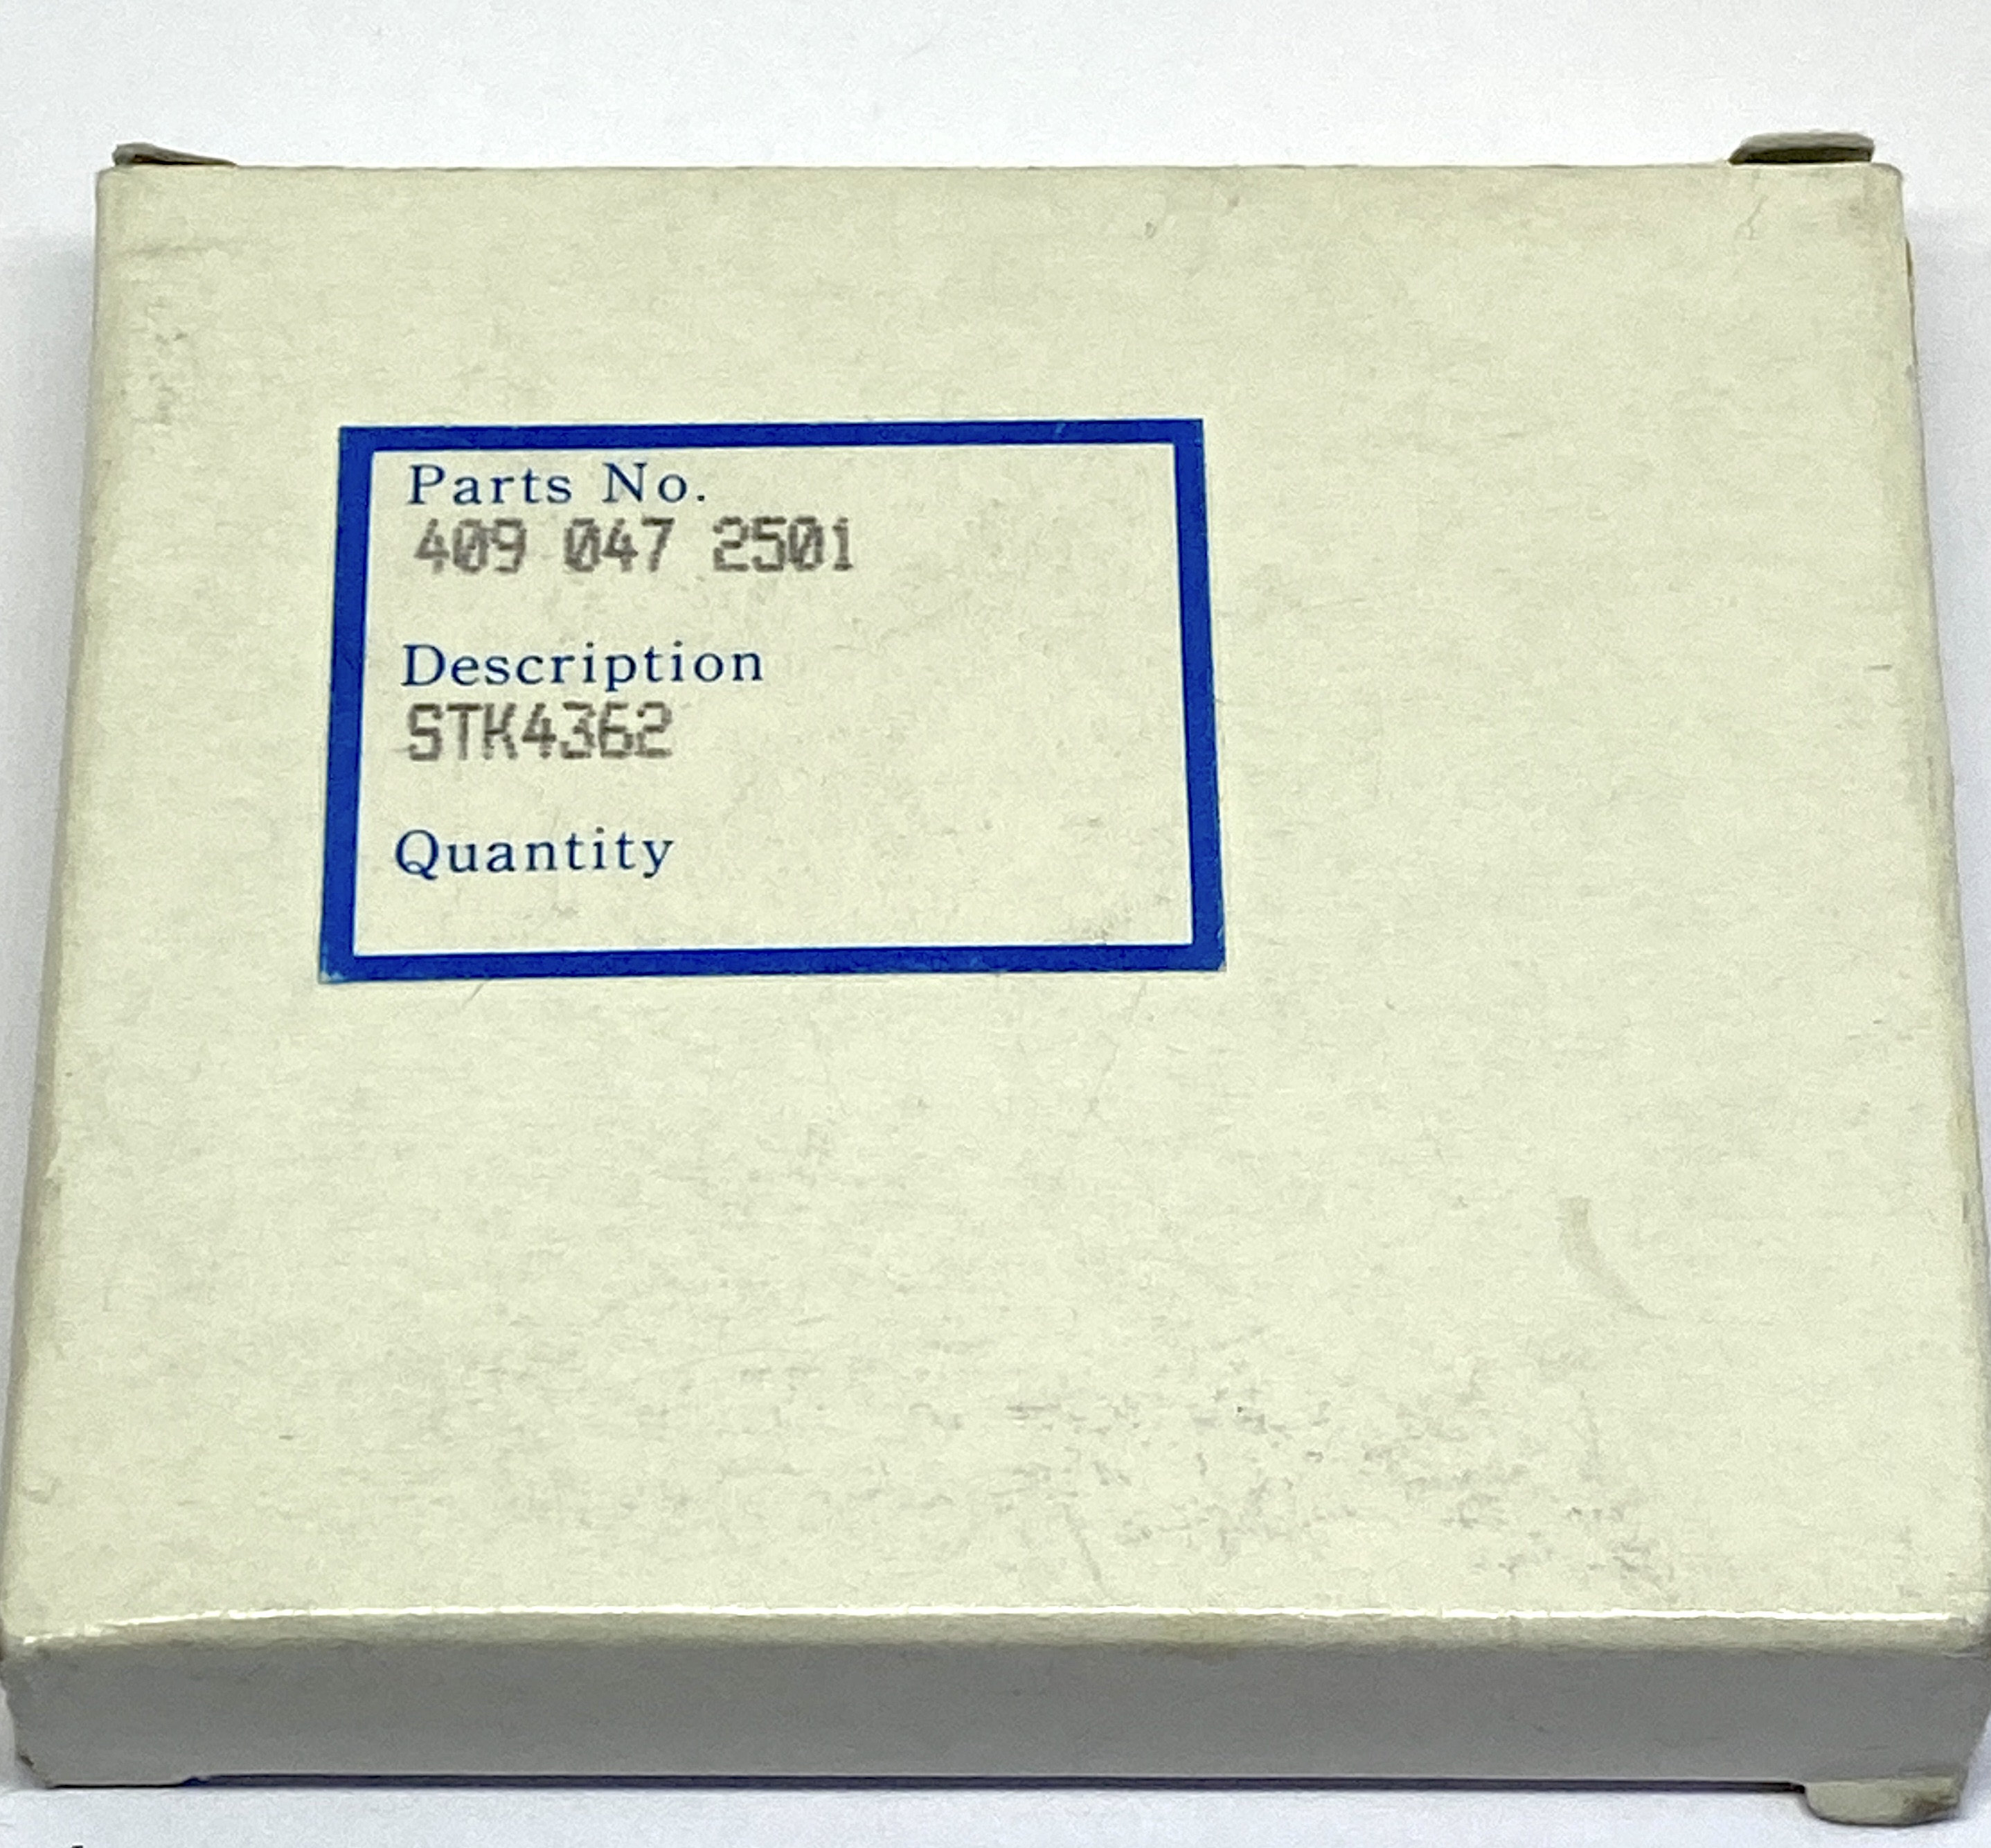 Parts No.
409 047 2501
Description
STK4362
Quantity